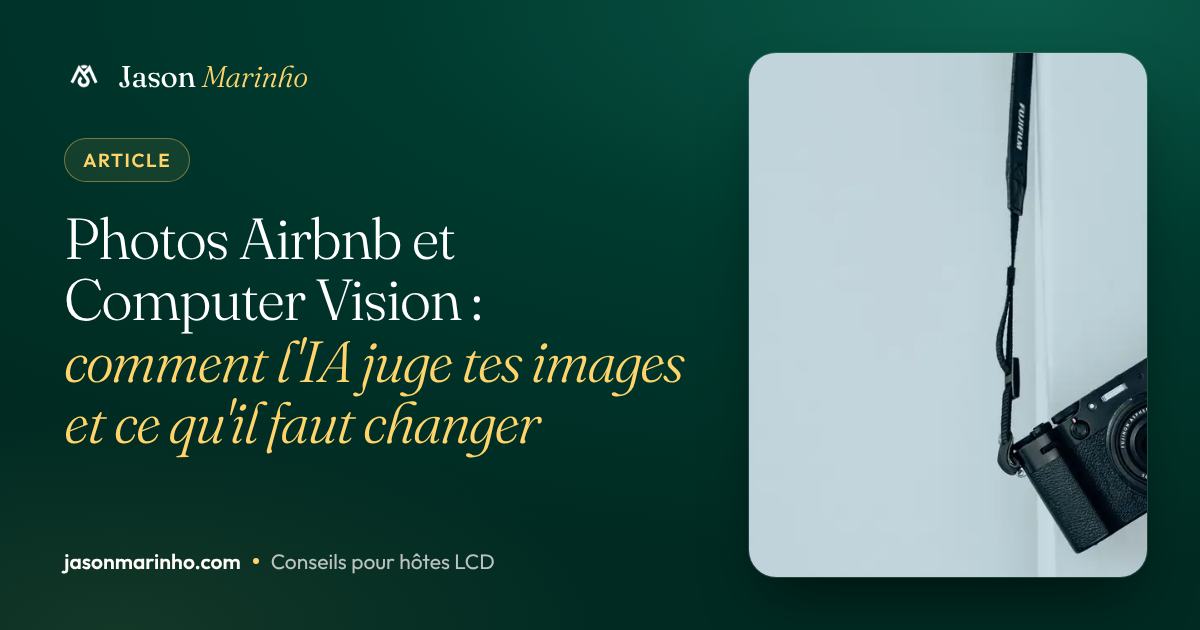 Jason Marinho
ARTICLE
Photos Airbnb et
Computer Vision :
comment l'IA juge tes images
et ce qu'il faut changer
jasonmarinho.com • Conseils pour hôtes LCD
FUJIFILM